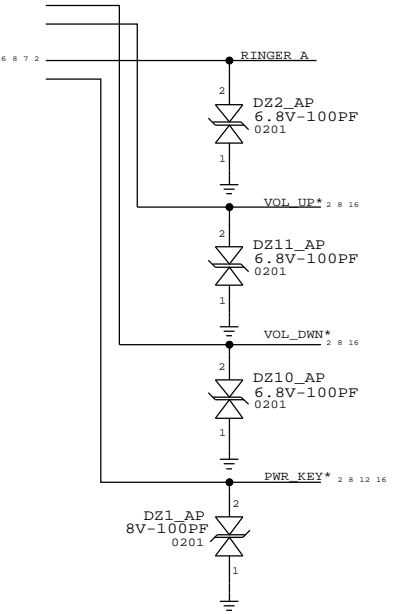 6 8 7 2
RINGER_A
2
DZ2_AP
6.8V-100PF
0201
1
VOL_UP* 2 8 16
2
DZ11_AP
6.8V-100PF
0201
1
VOL_DWN*
2 8 16
2
DZ10_AP
6.8V-100PF
0201
1
PWR_KEY* 2 8 12 16
2
DZ1_AP
8V-100PF
0201
1